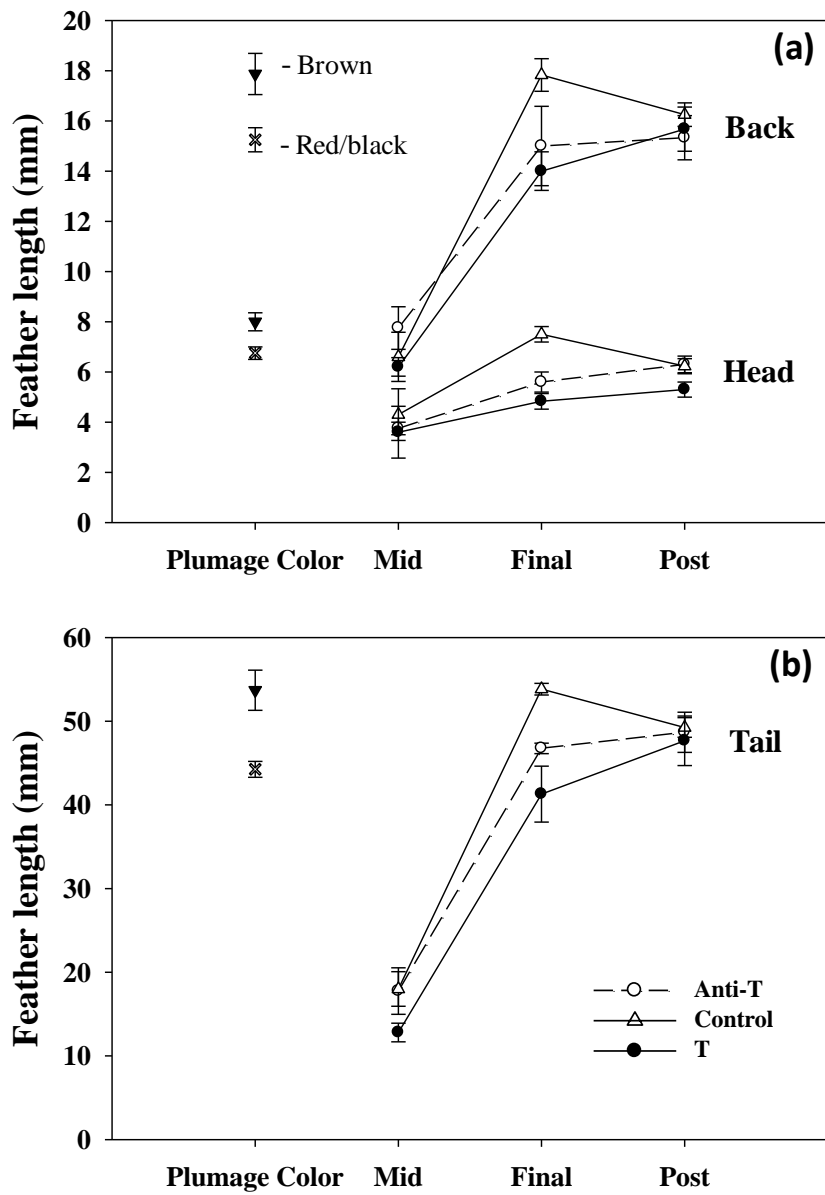 20
(a)
18
- Brown
16
- Red/black
Back
14
12
10
8
6
Head
4
2
0
Feather length (mm)
Plumage Color Mid Final Post
60
(b)
50
Tail
40
30
20
10
0
Feather length (mm)
Anti-T
Control
T
Plumage Color Mid Final Post